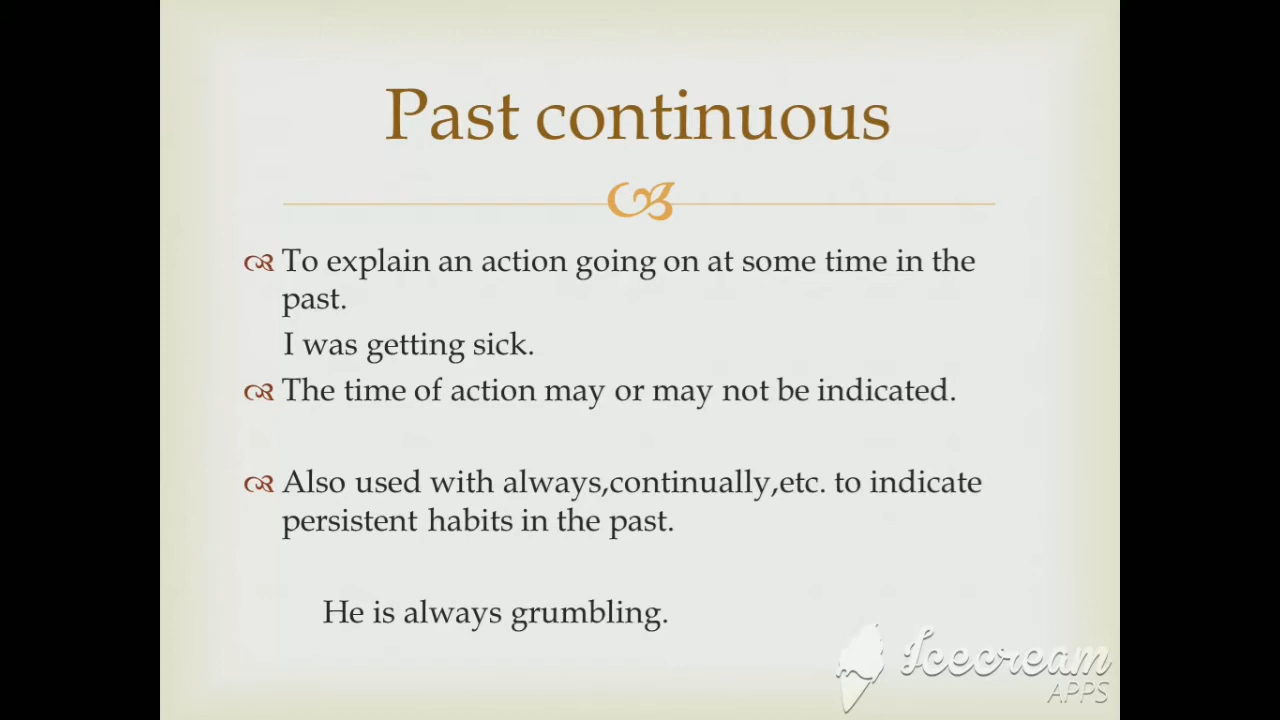 Past continuous
To explain an action going on at some time in the
past.
I was getting sick.
The time of action may or may not be indicated.
Also used with always,continually,etc. to indicate
persistent habits in the past.
He is always grumbling.
Icecream
APPS